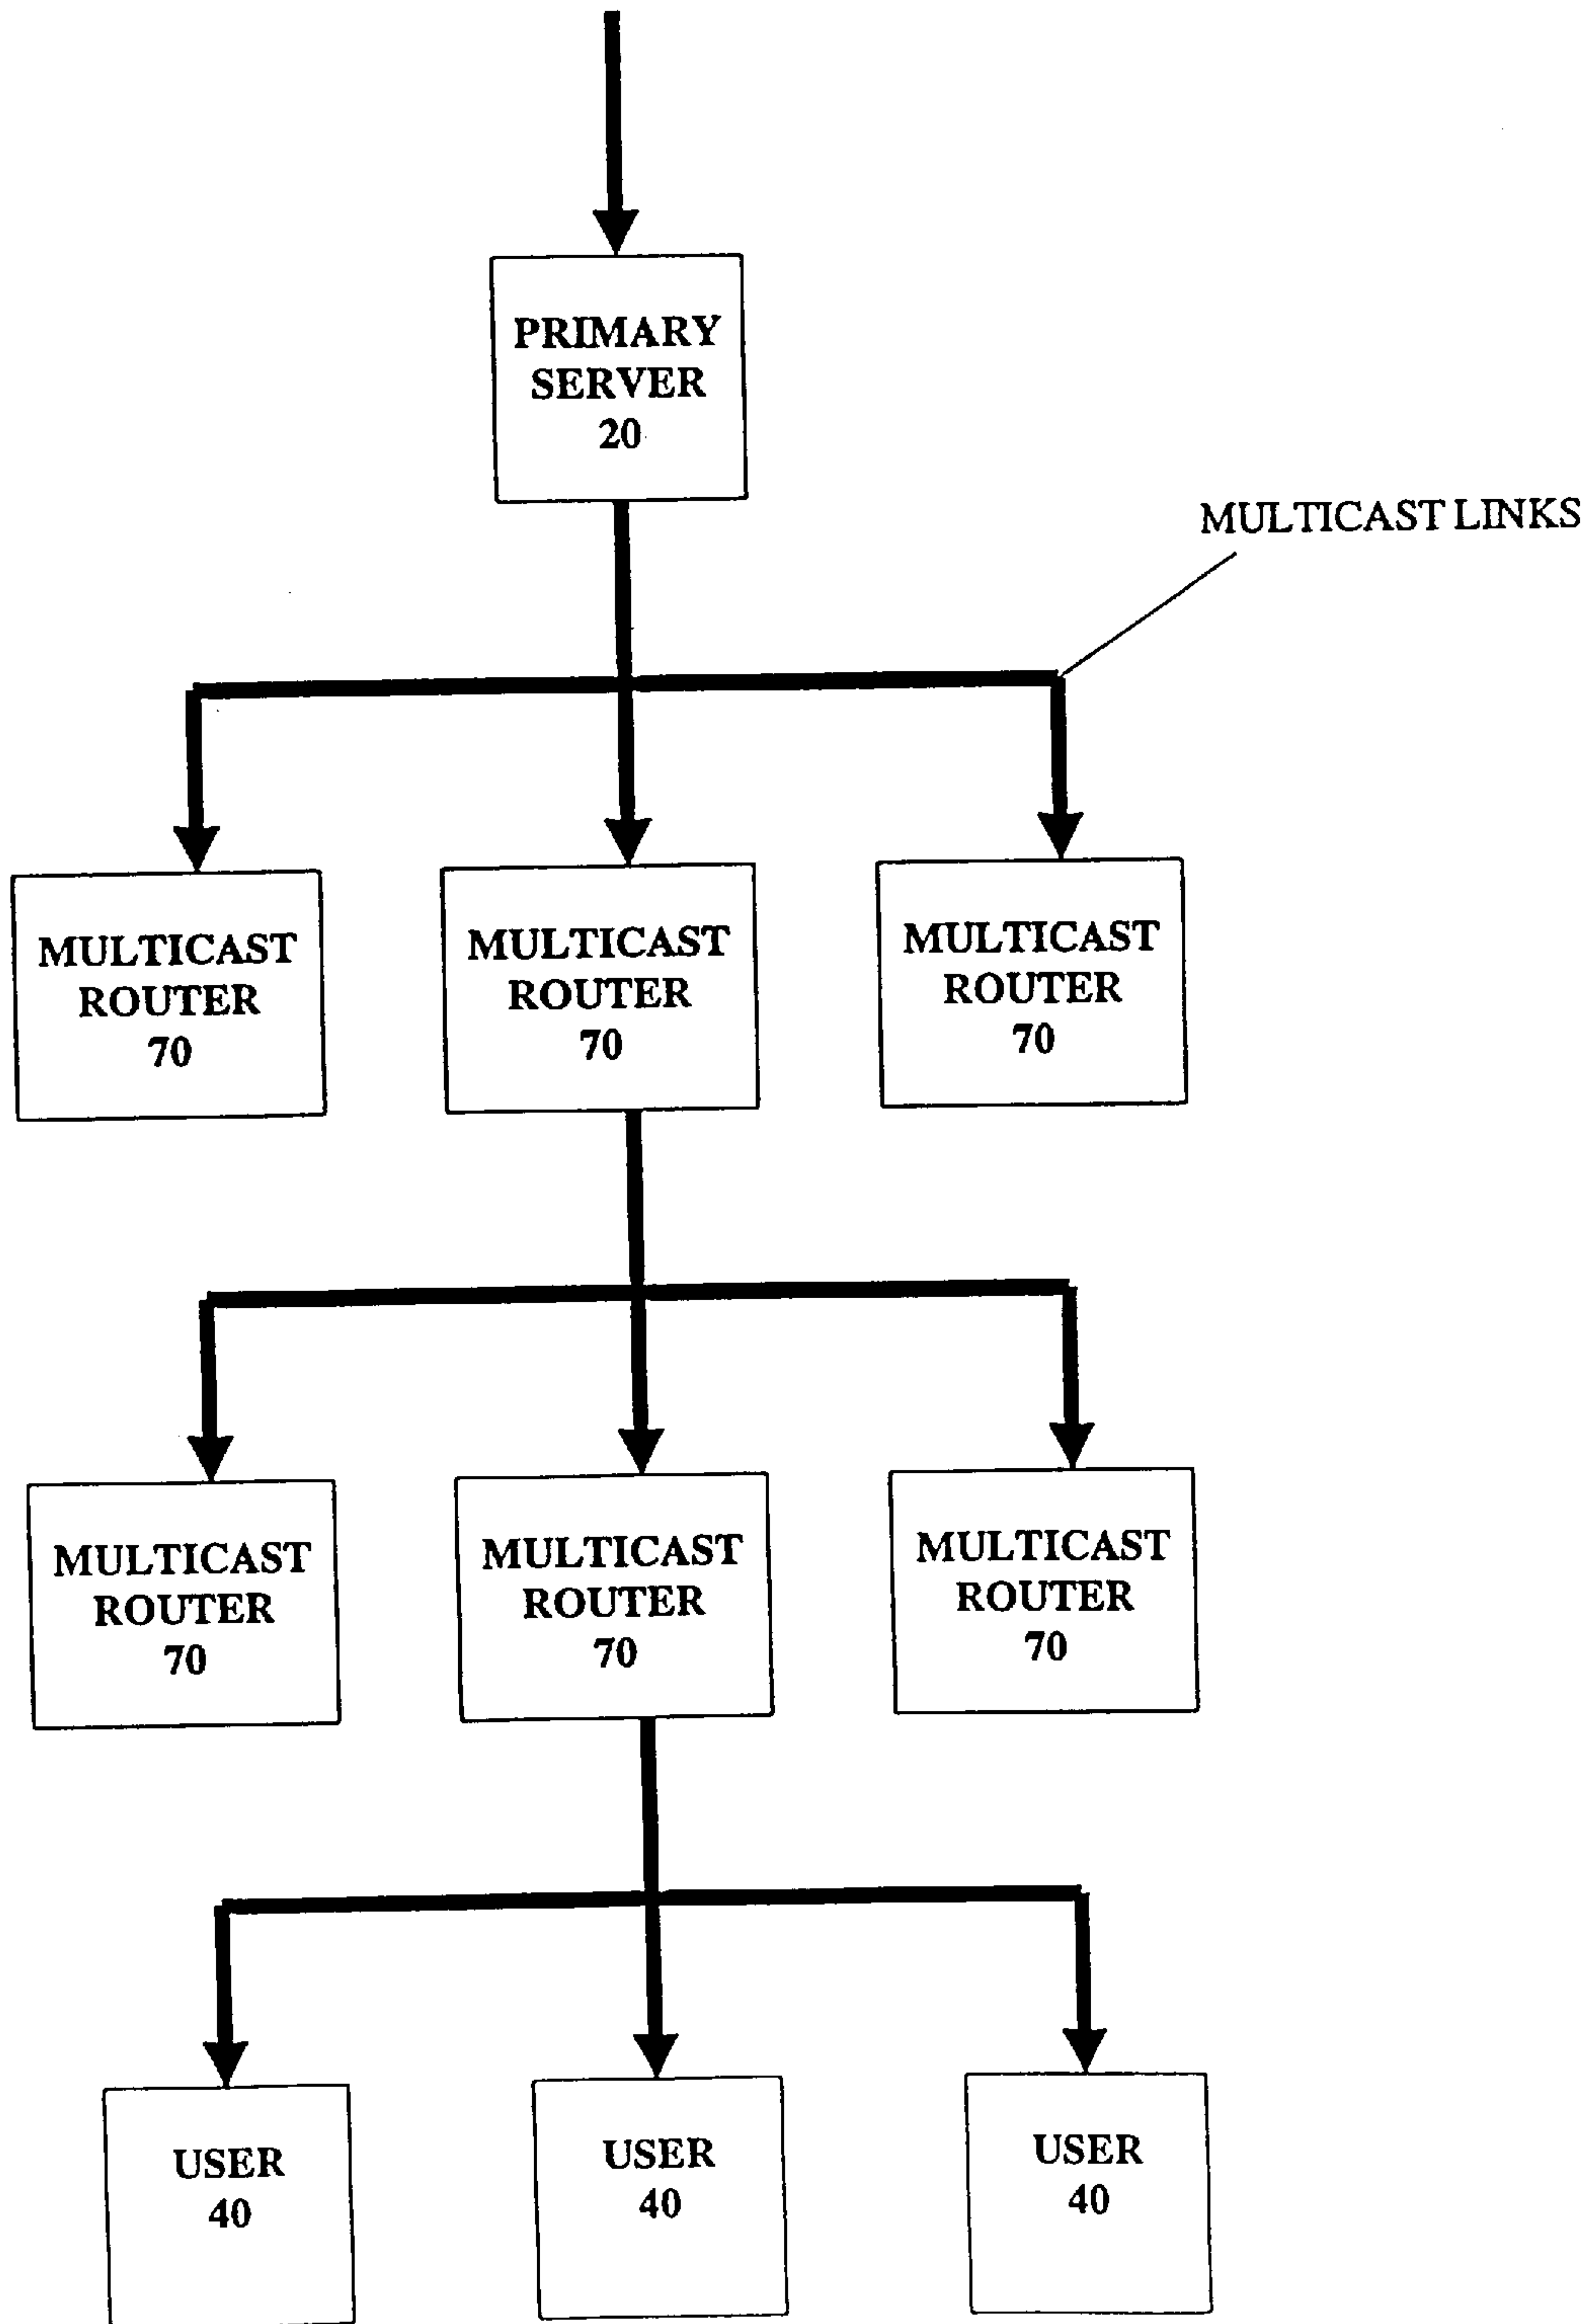 PRIMARY
SERVER
20
MULTICAST LINKS
MULTICAST
ROUTER
70
MULTICAST
ROUTER
70
MULTICAST
ROUTER
70
MULTICAST
ROUTER
70
MULTICAST
ROUTER
70
MULTICAST
ROUTER
70
USER
40
USER
40
USER
40